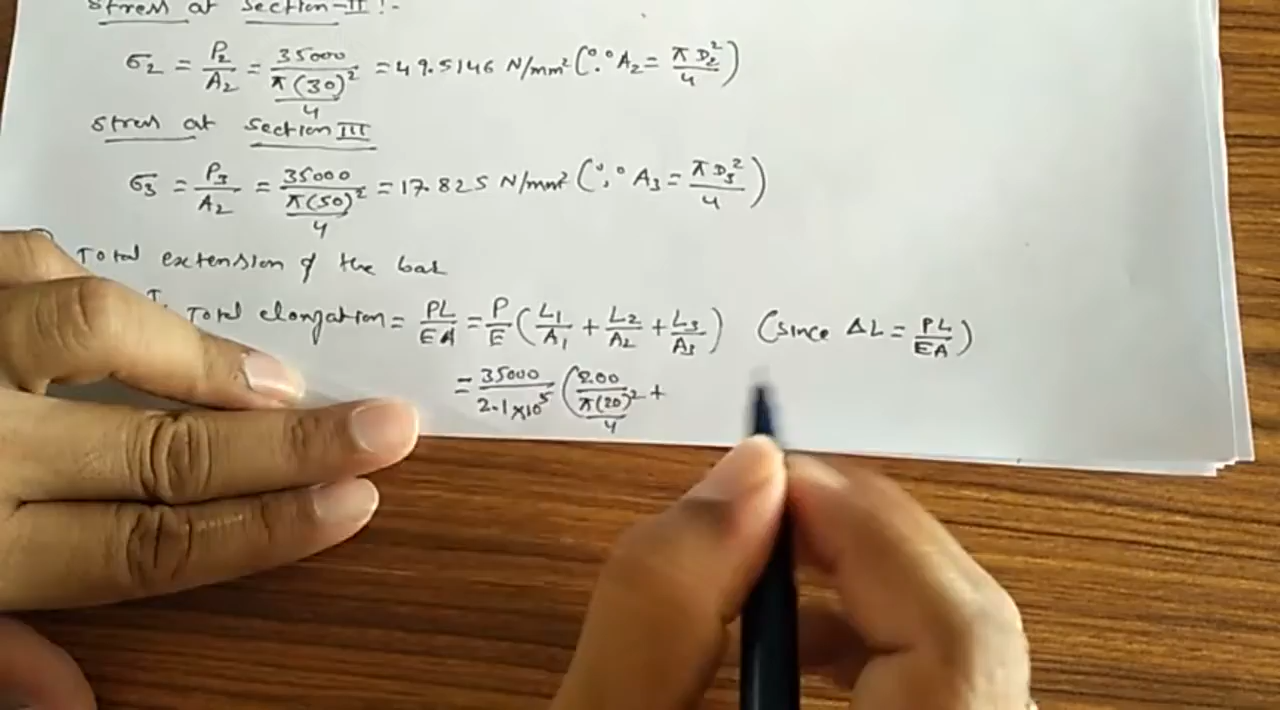 Stress at Section-II :-
σ2 = P2/A2 = 35000/(π(30)²/4) = 49.5146 N/mm² (∵ A2 = πD2²/4)
Stress at Section III
σ3 = P3/A2 = 35000/(π(50)²/4) = 17.825 N/mm² (∵ A3 = πD3²/4)
Total extension of the bar
Total elongation = PL/EA = P/E (L1/A1 + L2/A2 + L3/A3) (since ΔL = PL/EA)
= 35000/2.1×10⁵ (200/(π(20)²/4) +